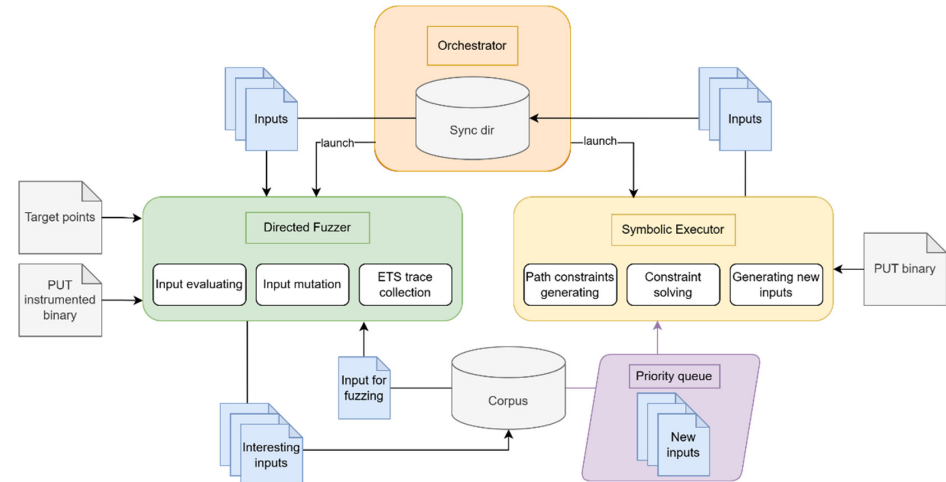 Orchestrator
Inputs
Sync dir
Inputs
launch
launch
Target points
Directed Fuzzer
Symbolic Executor
Input evaluating
Input mutation
ETS trace
collection
Path constraints
generating
Constraint
solving
Generating new
inputs
PUT binary
PUT
instrumented
binary
Input for
fuzzing
Corpus
Priority queue
Interesting
inputs
New
inputs